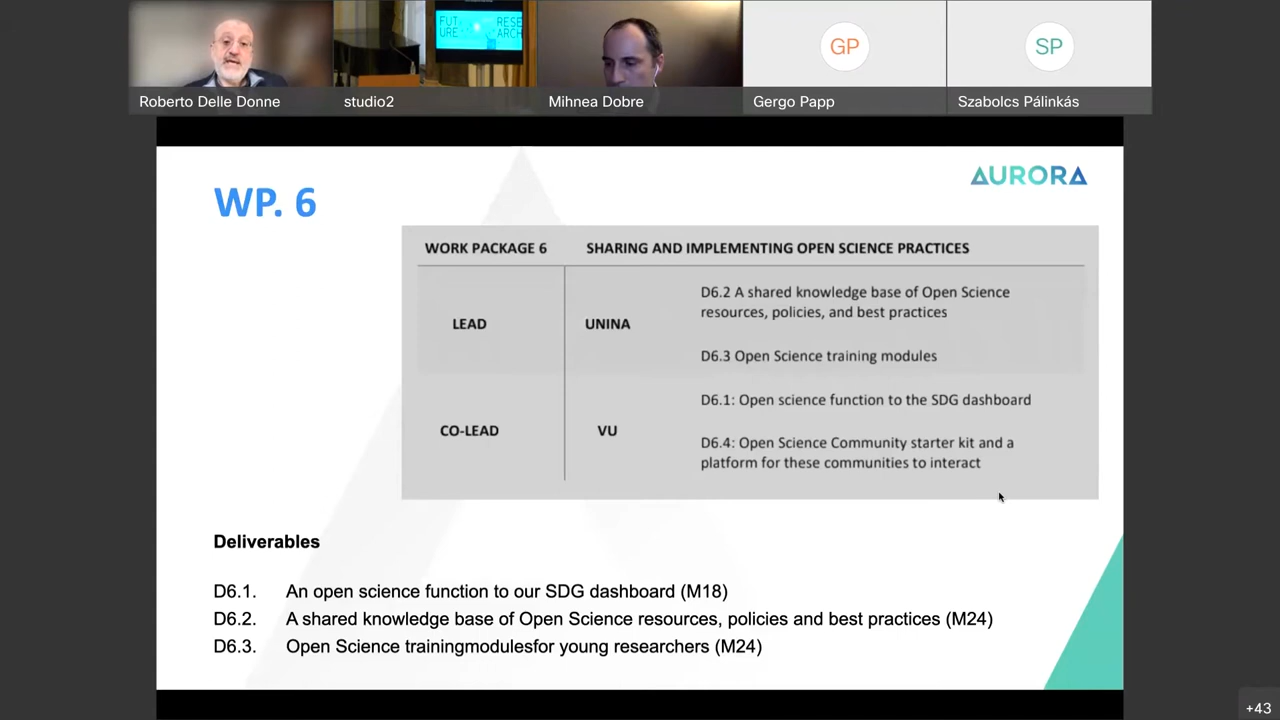 FUT
URE
RESE
ARCH
GP
SP
Roberto Delle Donne
studio2
Mihnea Dobre
Gergo Papp
Szabolcs Pálinkás
AURORA
WP. 6
WORK PACKAGE 6 SHARING AND IMPLEMENTING OPEN SCIENCE PRACTICES
LEAD
UNINA
D6.2 A shared knowledge base of Open Science
resources, policies, and best practices
D6.3 Open Science training modules
CO-LEAD
VU
D6.1: Open science function to the SDG dashboard
D6.4: Open Science Community starter kit and a
platform for these communities to interact
Deliverables
D6.1. An open science function to our SDG dashboard (M18)
D6.2. A shared knowledge base of Open Science resources, policies and best practices (M24)
D6.3. Open Science trainingmodulesfor young researchers (M24)
+43